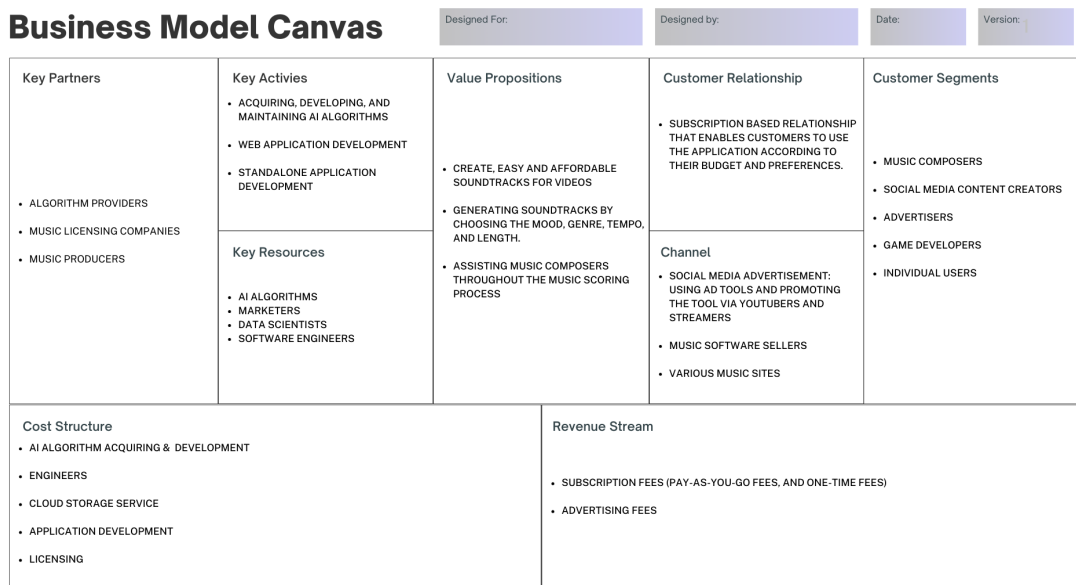 Business Model Canvas
Designed For:
Designed by:
Date:
Version:
Key Partners
• ALGORITHM PROVIDERS
• MUSIC LICENSING COMPANIES
• MUSIC PRODUCERS
Key Activies
• ACQUIRING, DEVELOPING, AND
MAINTAINING AI ALGORITHMS
• WEB APPLICATION DEVELOPMENT
• STANDALONE APPLICATION
DEVELOPMENT
Key Resources
• AI ALGORITHMS
• MARKETERS
• DATA SCIENTISTS
• SOFTWARE ENGINEERS
Value Propositions
• CREATE, EASY AND AFFORDABLE
SOUNDTRACKS FOR VIDEOS
• GENERATING SOUNDTRACKS BY
CHOOSING THE MOOD, GENRE, TEMPO,
AND LENGTH.
• ASSISTING MUSIC COMPOSERS
THROUGHOUT THE MUSIC SCORING
PROCESS
Customer Relationship
• SUBSCRIPTION BASED RELATIONSHIP
THAT ENABLES CUSTOMERS TO USE
THE APPLICATION ACCORDING TO
THEIR BUDGET AND PREFERENCES.
Channel
• SOCIAL MEDIA ADVERTISEMENT:
USING AD TOOLS AND PROMOTING
THE TOOL VIA YOUTUBERS AND
STREAMERS
• MUSIC SOFTWARE SELLERS
• VARIOUS MUSIC SITES
Customer Segments
• MUSIC COMPOSERS
• SOCIAL MEDIA CONTENT CREATORS
• ADVERTISERS
• GAME DEVELOPERS
• INDIVIDUAL USERS
Cost Structure
• AI ALGORITHM ACQUIRING & DEVELOPMENT
• ENGINEERS
• CLOUD STORAGE SERVICE
• APPLICATION DEVELOPMENT
• LICENSING
Revenue Stream
• SUBSCRIPTION FEES (PAY-AS-YOU-GO FEES, AND ONE-TIME FEES)
• ADVERTISING FEES